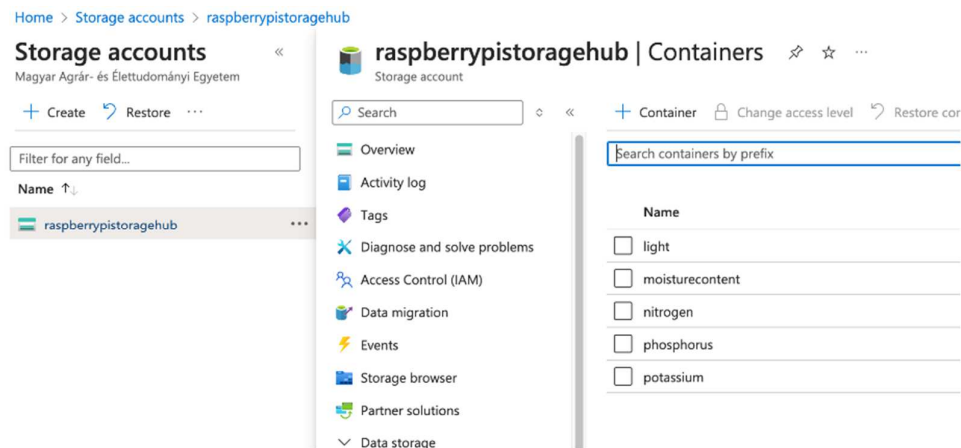 Home > Storage accounts > raspberrypistoragehub
Storage accounts «
Magyar Agrár- és Élettudományi Egyetem
+ Create Restore ...
Filter for any field...
Name ↑↓
raspberrypistoragehub ...
raspberrypistoragehub | Containers ...
Storage account
Search «
Overview
Activity log
Tags
Diagnose and solve problems
Access Control (IAM)
Data migration
Events
Storage browser
Partner solutions
Data storage
+ Container Change access level Restore cor
Search containers by prefix
Name
light
moisturecontent
nitrogen
phosphorus
potassium